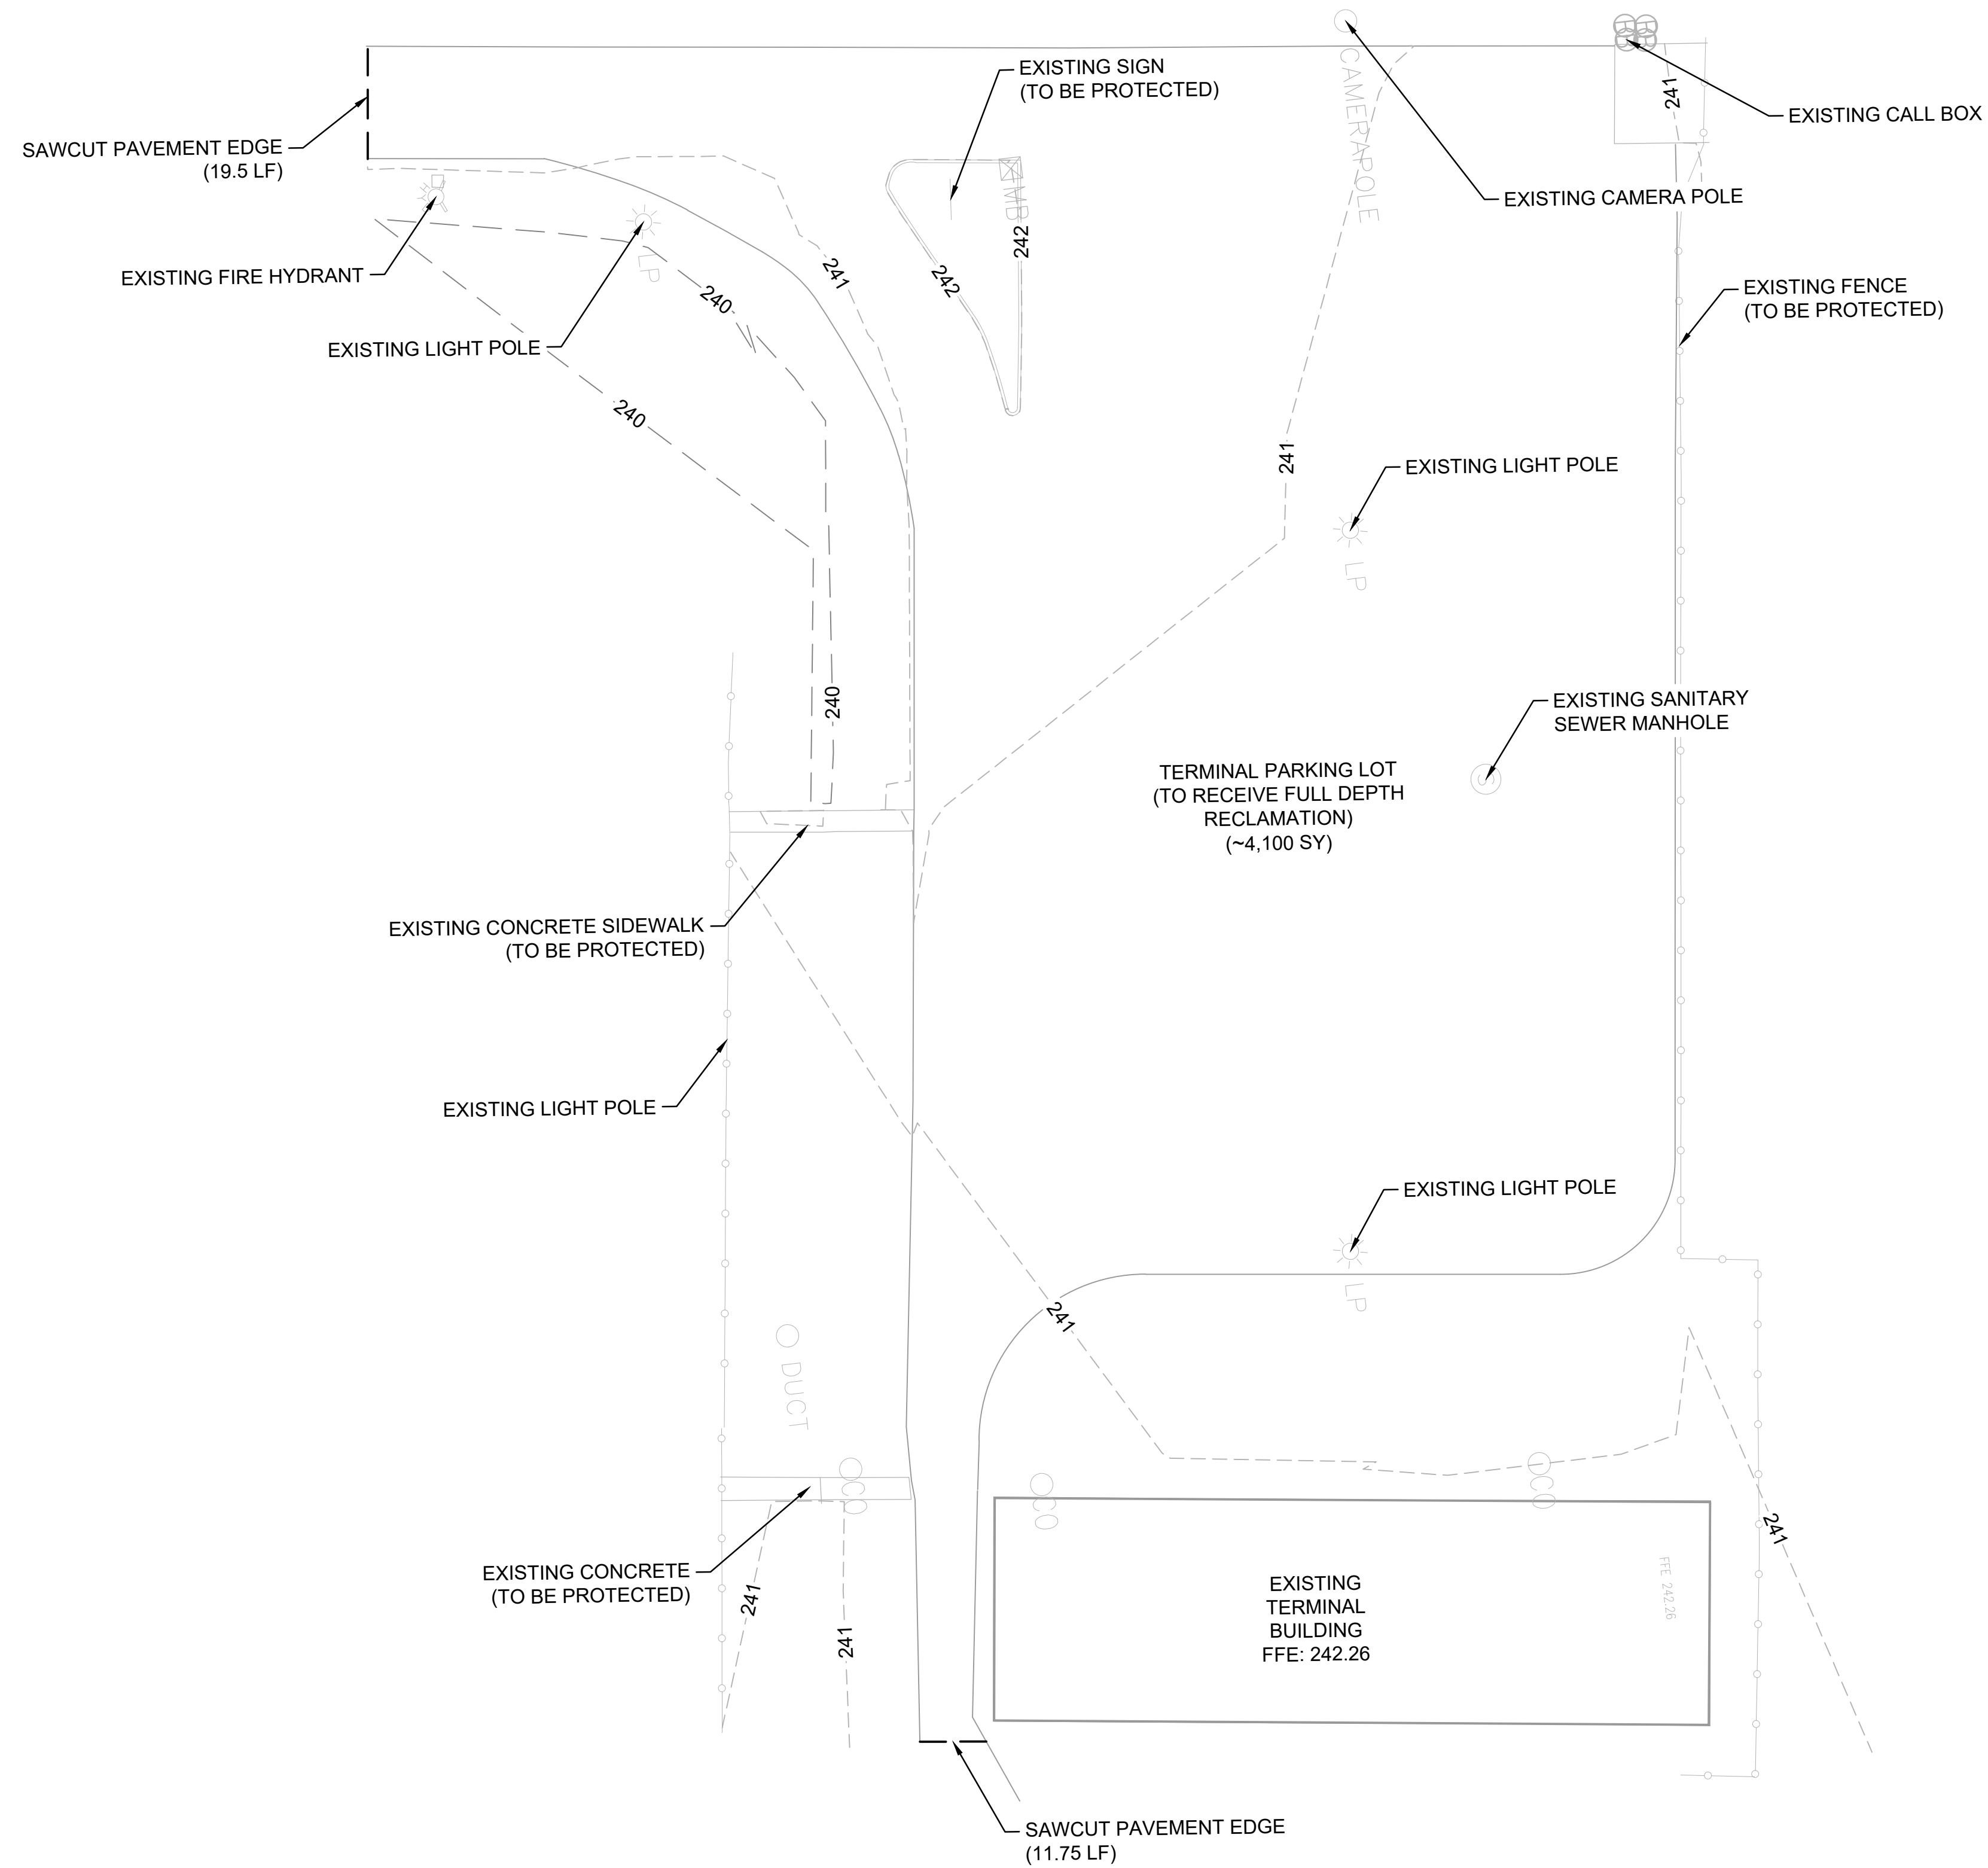 EXISTING SIGN
(TO BE PROTECTED)
CAMERAPOLE
241
EXISTING CALL BOX
SAWCUT PAVEMENT EDGE
(19.5 LF)
EXISTING CAMERA POLE
MB
242
242
EXISTING FIRE HYDRANT
LP
241
240
EXISTING FENCE
(TO BE PROTECTED)
EXISTING LIGHT POLE
240
241
EXISTING LIGHT POLE
LP
240
EXISTING SANITARY
SEWER MANHOLE
S
TERMINAL PARKING LOT
(TO RECEIVE FULL DEPTH
RECLAMATION)
(~4,100 SY)
EXISTING CONCRETE SIDEWALK
(TO BE PROTECTED)
EXISTING LIGHT POLE
EXISTING LIGHT POLE
LP
241
DUCT
CO
CO
CO
241
EXISTING CONCRETE
(TO BE PROTECTED)
241
241
EXISTING
TERMINAL
BUILDING
FFE: 242.26
FFE 242.26
SAWCUT PAVEMENT EDGE
(11.75 LF)